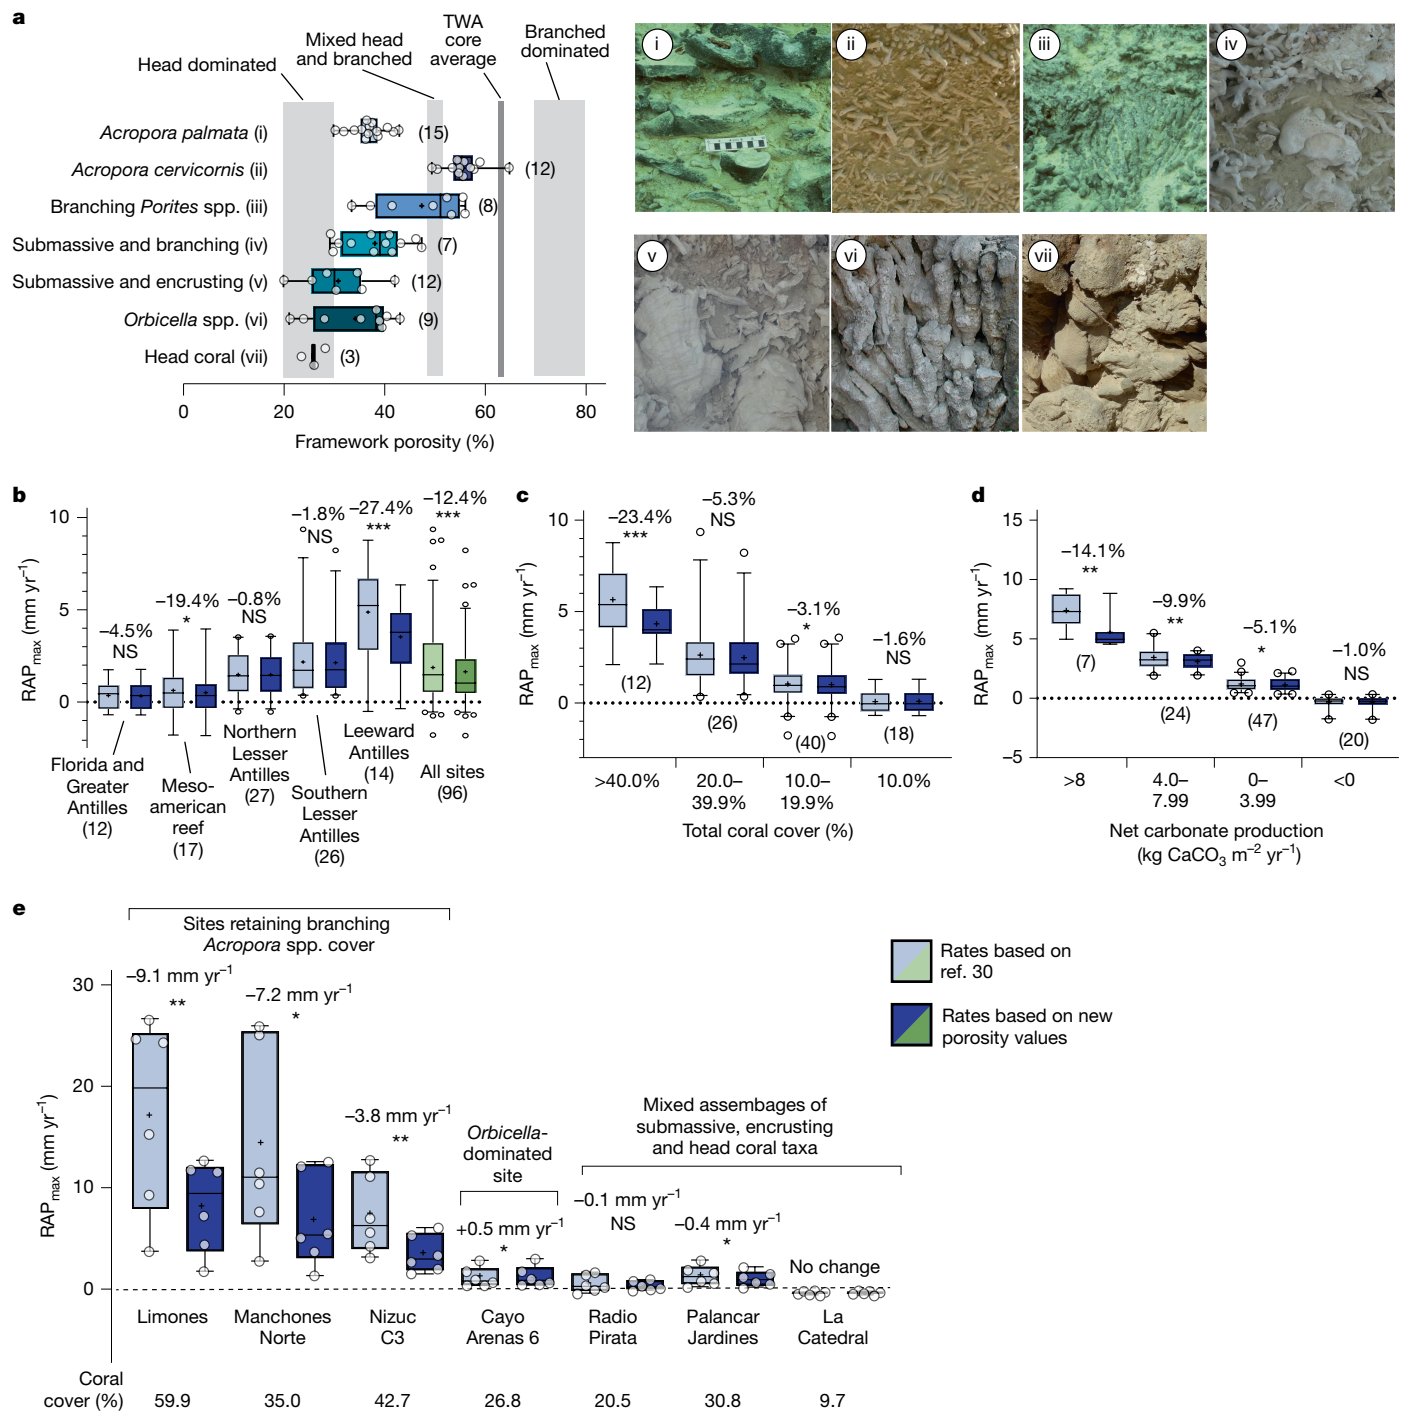 a
Head dominated
Mixed head
and branched
TWA
core
average
Branched
dominated
Acropora palmata (i)
(15)
Acropora cervicornis (ii)
(12)
Branching Porites spp. (iii)
(8)
Submassive and branching (iv)
(7)
Submassive and encrusting (v)
(12)
Orbicella spp. (vi)
(9)
Head coral (vii)
(3)
0
20
40
60
80
Framework porosity (%)
i
ii
iii
iv
v
vi
vii
b
RAPmax (mm yr−1)
10
5
0
−4.5%
NS
−19.4%
*
−0.8%
NS
−1.8%
NS
−27.4%
***
−12.4%
***
Florida and
Greater
Antilles
(12)
Meso-
american
reef
(17)
Northern
Lesser
Antilles
(27)
Southern
Lesser
Antilles
(26)
Leeward
Antilles
(14)
All sites
(96)
c
RAPmax (mm yr−1)
10
5
0
−23.4%
***
−5.3%
NS
−3.1%
*
−1.6%
NS
(12)
(26)
(40)
(18)
>40.0%
20.0–
39.9%
10.0–
19.9%
10.0%
Total coral cover (%)
d
RAPmax (mm yr−1)
15
10
5
0
−5
−14.1%
**
−9.9%
**
−5.1%
*
−1.0%
NS
(7)
(24)
(47)
(20)
>8
4.0–
7.99
0–
3.99
<0
Net carbonate production
(kg CaCO3 m−2 yr−1)
e
Sites retaining branching
Acropora spp. cover
RAPmax (mm yr−1)
30
20
10
0
−9.1 mm yr−1
**
−7.2 mm yr−1
*
−3.8 mm yr−1
**
Orbicella-
dominated
site
+0.5 mm yr−1
*
Mixed assembages of
submassive, encrusting
and head coral taxa
−0.1 mm yr−1
NS
−0.4 mm yr−1
*
No change
Rates based on
ref. 30
Rates based on new
porosity values
Limones
Manchones
Norte
Nizuc
C3
Cayo
Arenas 6
Radio
Pirata
Palancar
Jardines
La
Catedral
Coral
cover (%)
59.9
35.0
42.7
26.8
20.5
30.8
9.7